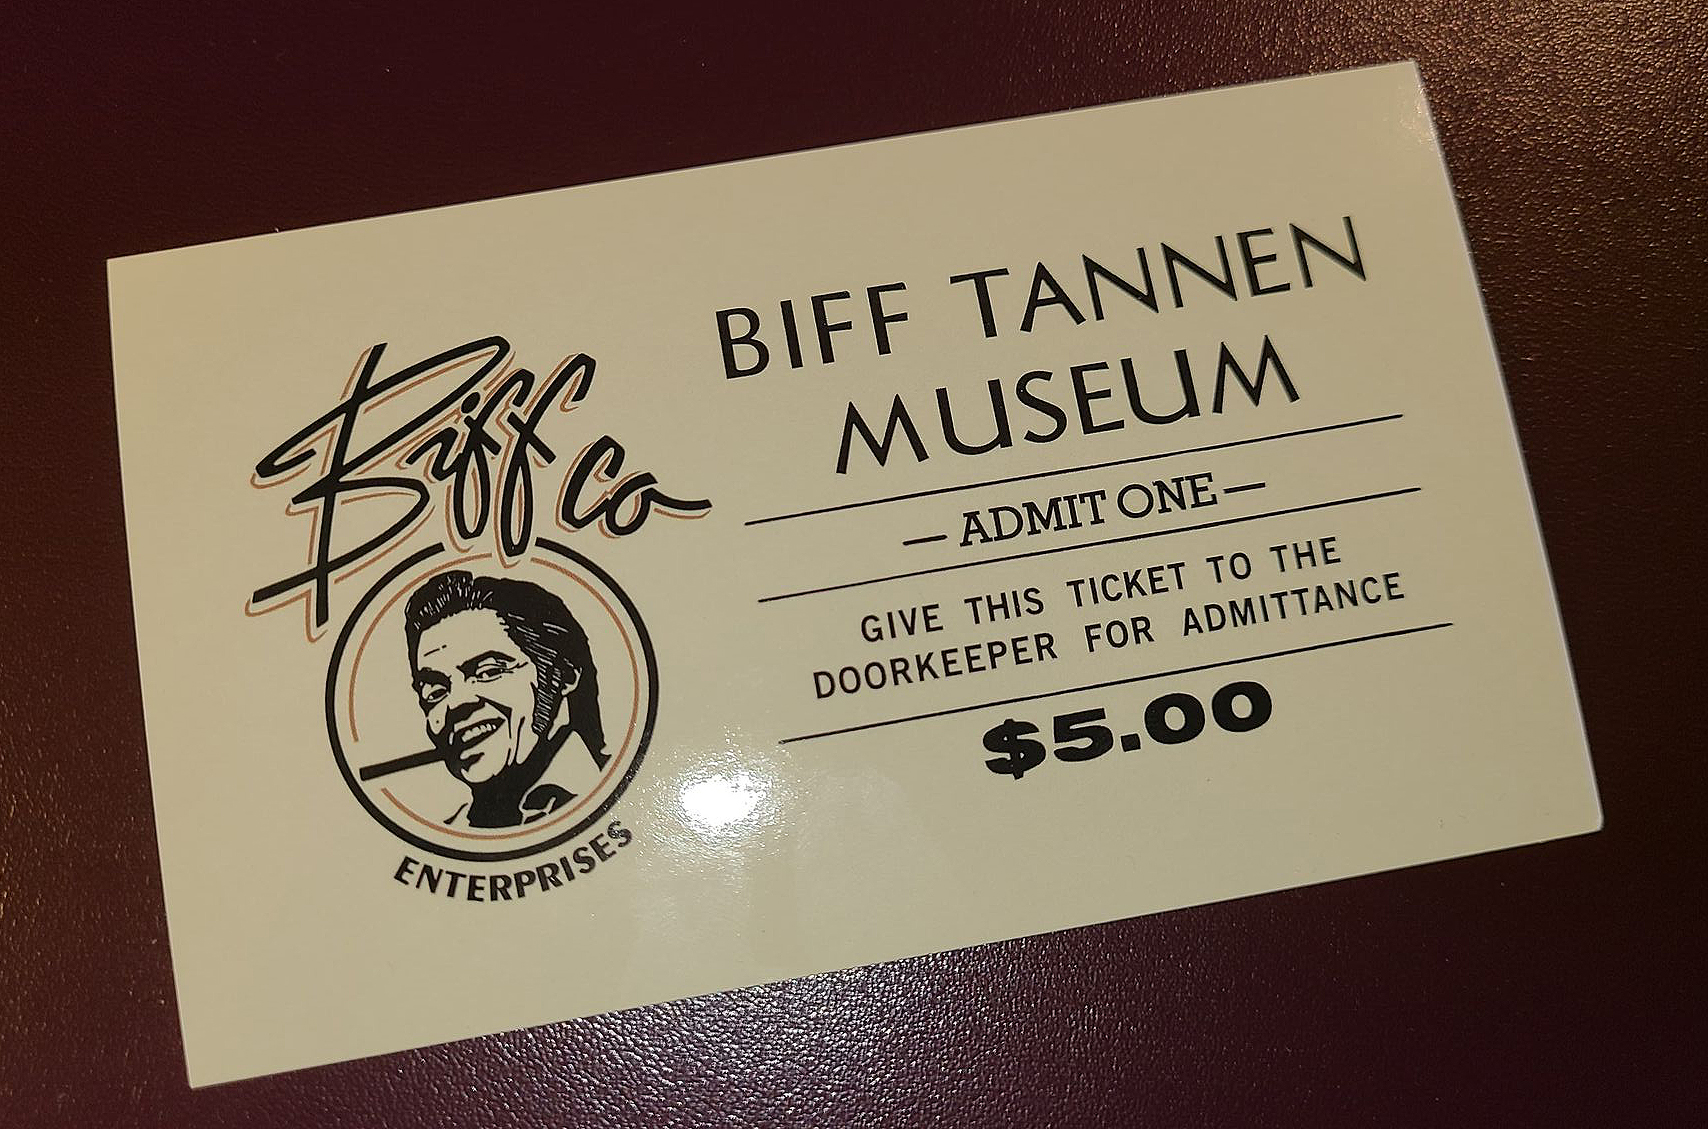 Biff co
ENTERPRISES
BIFF TANNEN
MUSEUM
— ADMIT ONE —
GIVE THIS TICKET TO THE
DOORKEEPER FOR ADMITTANCE
$5.00